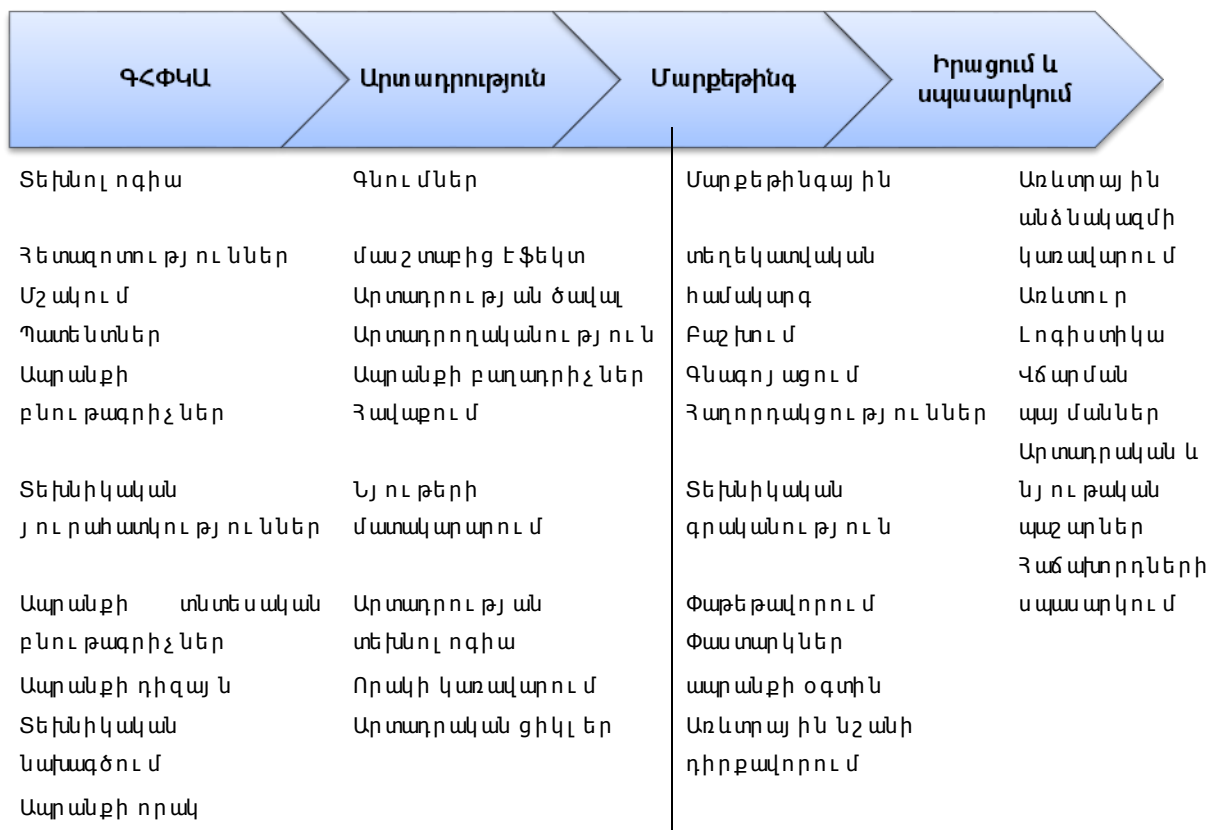 ԳՀՓԿԱ
Արտադրություն
Մարքեթինգ
Իրացում և
սպասարկում
Տեխնոլոգիա
Հետազոտություններ
Մշակում
Պատենտներ
Ապրանքի
բնութագրիչներ
Տեխնիկական
յուրահատկություններ
Ապրանքի տնտեսական
բնութագրիչներ
Ապրանքի դիզայն
Տեխնիկական
նախագծում
Ապրանքի որակ
Գնումներ
մասշտաբից էֆեկտ
Արտադրության ծավալ
Արտադրողականություն
Ապրանքի բաղադրիչներ
Հավաքում
Նյութերի
մատակարարում
Արտադրության
տեխնոլոգիա
Որակի կառավարում
Արտադրական ցիկլեր
Մարքեթինգային
տեղեկատվական
համակարգ
Բաշխում
Գնագոյացում
Հաղորդակցություններ
Տեխնիկական
գրականություն
Փաթեթավորում
Փաստարկներ
ապրանքի օգտին
Առևտրային նշանի
դիրքավորում
Առևտրային
անձնակազմի
կառավարում
Առևտուր
Լոգիստիկա
Վճարման
պայմաններ
Արտադրական և
նյութական
պաշարներ
Հաճախորդների
սպասարկում